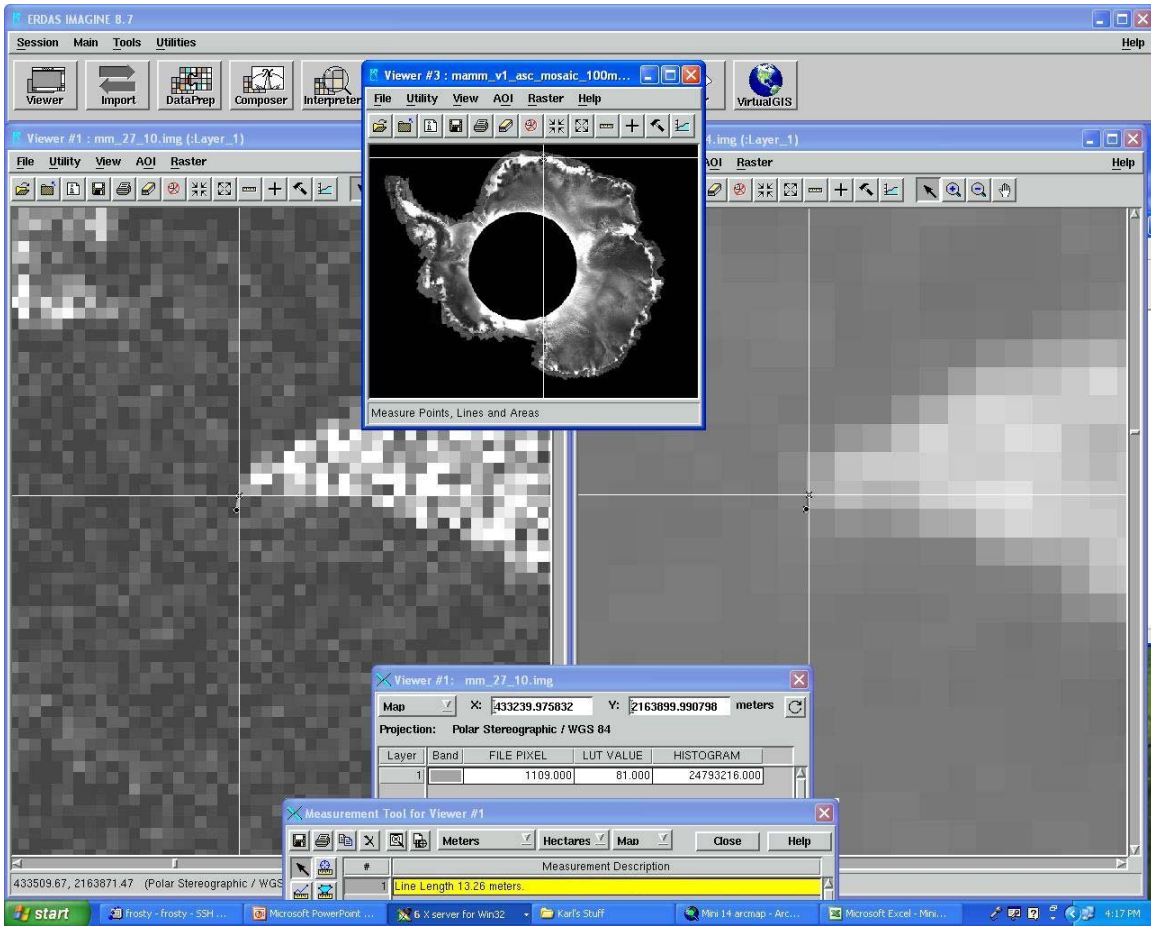 ERDAS IMAGINE 8.7
Session Main Tools Utilities Help
Viewer Import DataPrep Composer Interpreter VirtualGIS
Viewer #3 : mamm_v1_asc_mosaic_100m...
File Utility View AOI Raster Help
Measure Points, Lines and Areas
Viewer #1 : mm_27_10.img (:Layer_1)
File Utility View AOI Raster
4.img (:Layer_1)
AOI Raster Help
Viewer #1: mm_27_10.img
Map X: 433239.975832 Y: 2163899.990798 meters
Projection: Polar Stereographic / WGS 84
Layer Band FILE PIXEL LUT VALUE HISTOGRAM
1 1109.000 81.000 24793216.000
Measurement Tool for Viewer #1
Meters Hectares Map Close Help
# Measurement Description
1 Line Length 13.26 meters.
433509.67, 2163871.47 (Polar Stereographic / WGS
start frosty - frosty - SSH ... Microsoft PowerPoint ... 6 X server for Win32 Karl's Stuff Mini 14 arcmap - Arc... Microsoft Excel - Mini... 4:17 PM